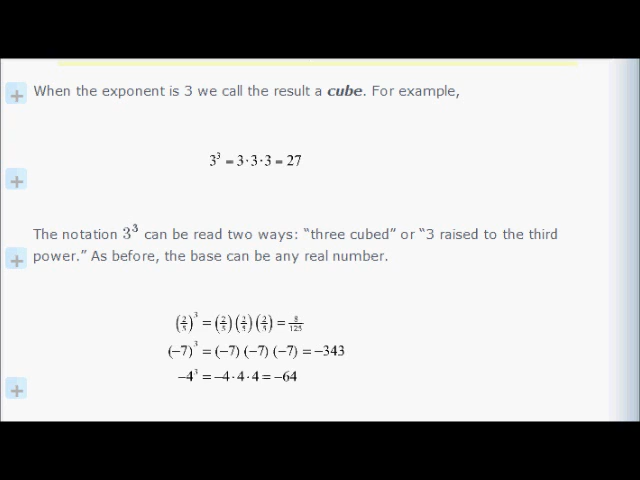 When the exponent is 3 we call the result a cube. For example,
3³ = 3·3·3 = 27
The notation 3³ can be read two ways: “three cubed” or “3 raised to the third
power.” As before, the base can be any real number.
(2/5)³ = (2/5)(2/5)(2/5) = 8/125
(−7)³ = (−7) (−7) (−7) = −343
−4³ = −4·4·4 = −64